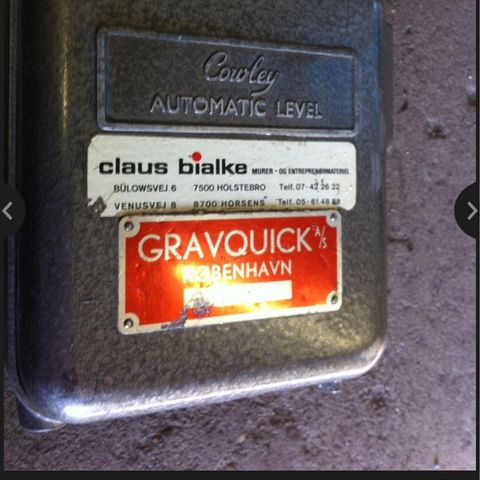 Cowley
AUTOMATIC LEVEL
claus bialke MURER - OG ENTREPRENØRMATERIEL
BÜLOWSVEJ 6 7500 HOLSTEBRO Telf. 07-42 26 22
VENUSVEJ 8 8700 HORSENS Telf. 05-61 48
GRAVQUICK A/S
KØBENHAVN